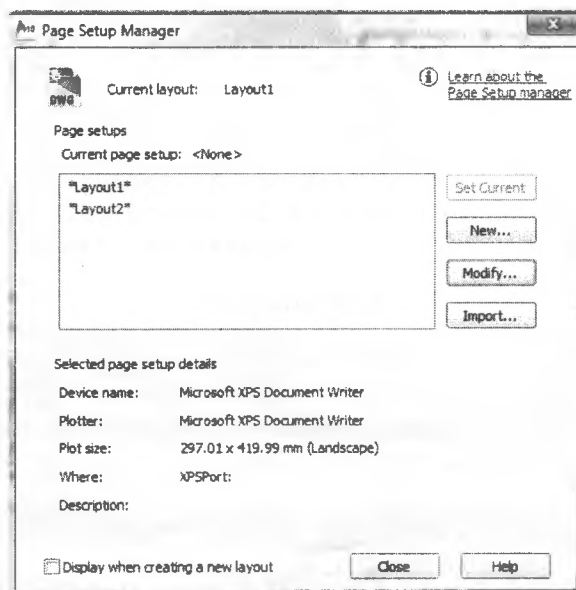 Page Setup Manager
Current layout: Layout1
Learn about the
Page Setup manager
Page setups
Current page setup: <None>
*Layout1*
*Layout2*
Set Current
New...
Modify...
Import...
Selected page setup details
Device name: Microsoft XPS Document Writer
Plotter: Microsoft XPS Document Writer
Plot size: 297.01 x 419.99 mm (Landscape)
Where: XPSPort:
Description:
Display when creating a new layout
Close
Help
DWG